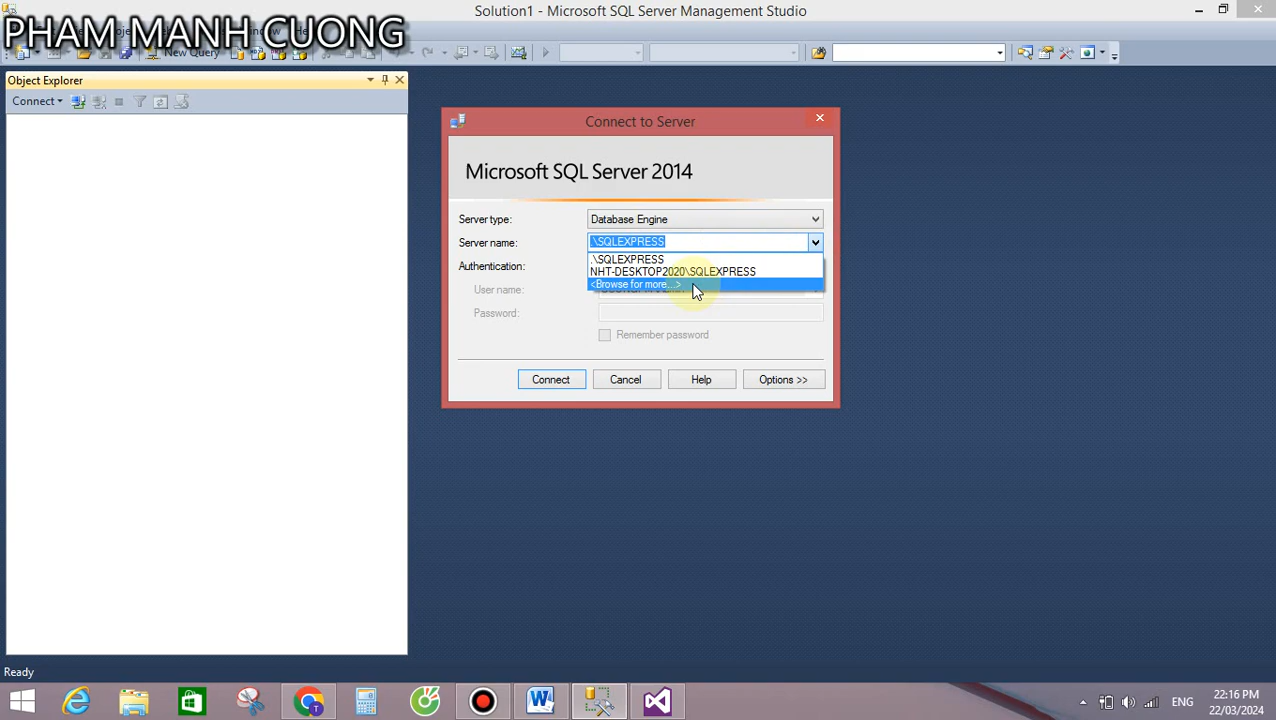 Solution1 - Microsoft SQL Server Management Studio
PHAM MANH CUONG
New Query
Object Explorer
Connect
Connect to Server
Microsoft SQL Server 2014
Server type:
Database Engine
Server name:
.\SQLEXPRESS
.\SQLEXPRESS
Authentication:
NHT-DESKTOP2020\SQLEXPRESS
<Browse for more...>
User name:
Password:
Remember password
Connect
Cancel
Help
Options >>
Ready
ENG
22:16 PM
22/03/2024